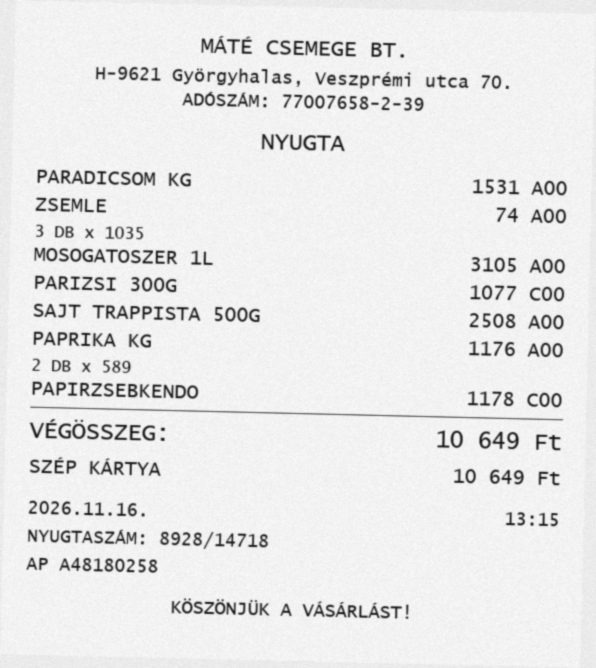 MÁTÉ CSEMEGE BT.
H-9621 Györgyhalas, Veszprémi utca 70.
ADÓSZÁM: 77007658-2-39
NYUGTA
PARADICSOM KG 1531 A00
ZSEMLE 74 A00
3 DB x 1035
MOSOGATOSZER 1L 3105 A00
PARIZSI 300G 1077 C00
SAJT TRAPPISTA 500G 2508 A00
PAPRIKA KG 1176 A00
2 DB x 589
PAPIRZSEBKENDO 1178 C00
VÉGÖSSZEG: 10 649 Ft
SZÉP KÁRTYA 10 649 Ft
2026.11.16. 13:15
NYUGTASZÁM: 8928/14718
AP A48180258
KÖSZÖNJÜK A VÁSÁRLÁST!